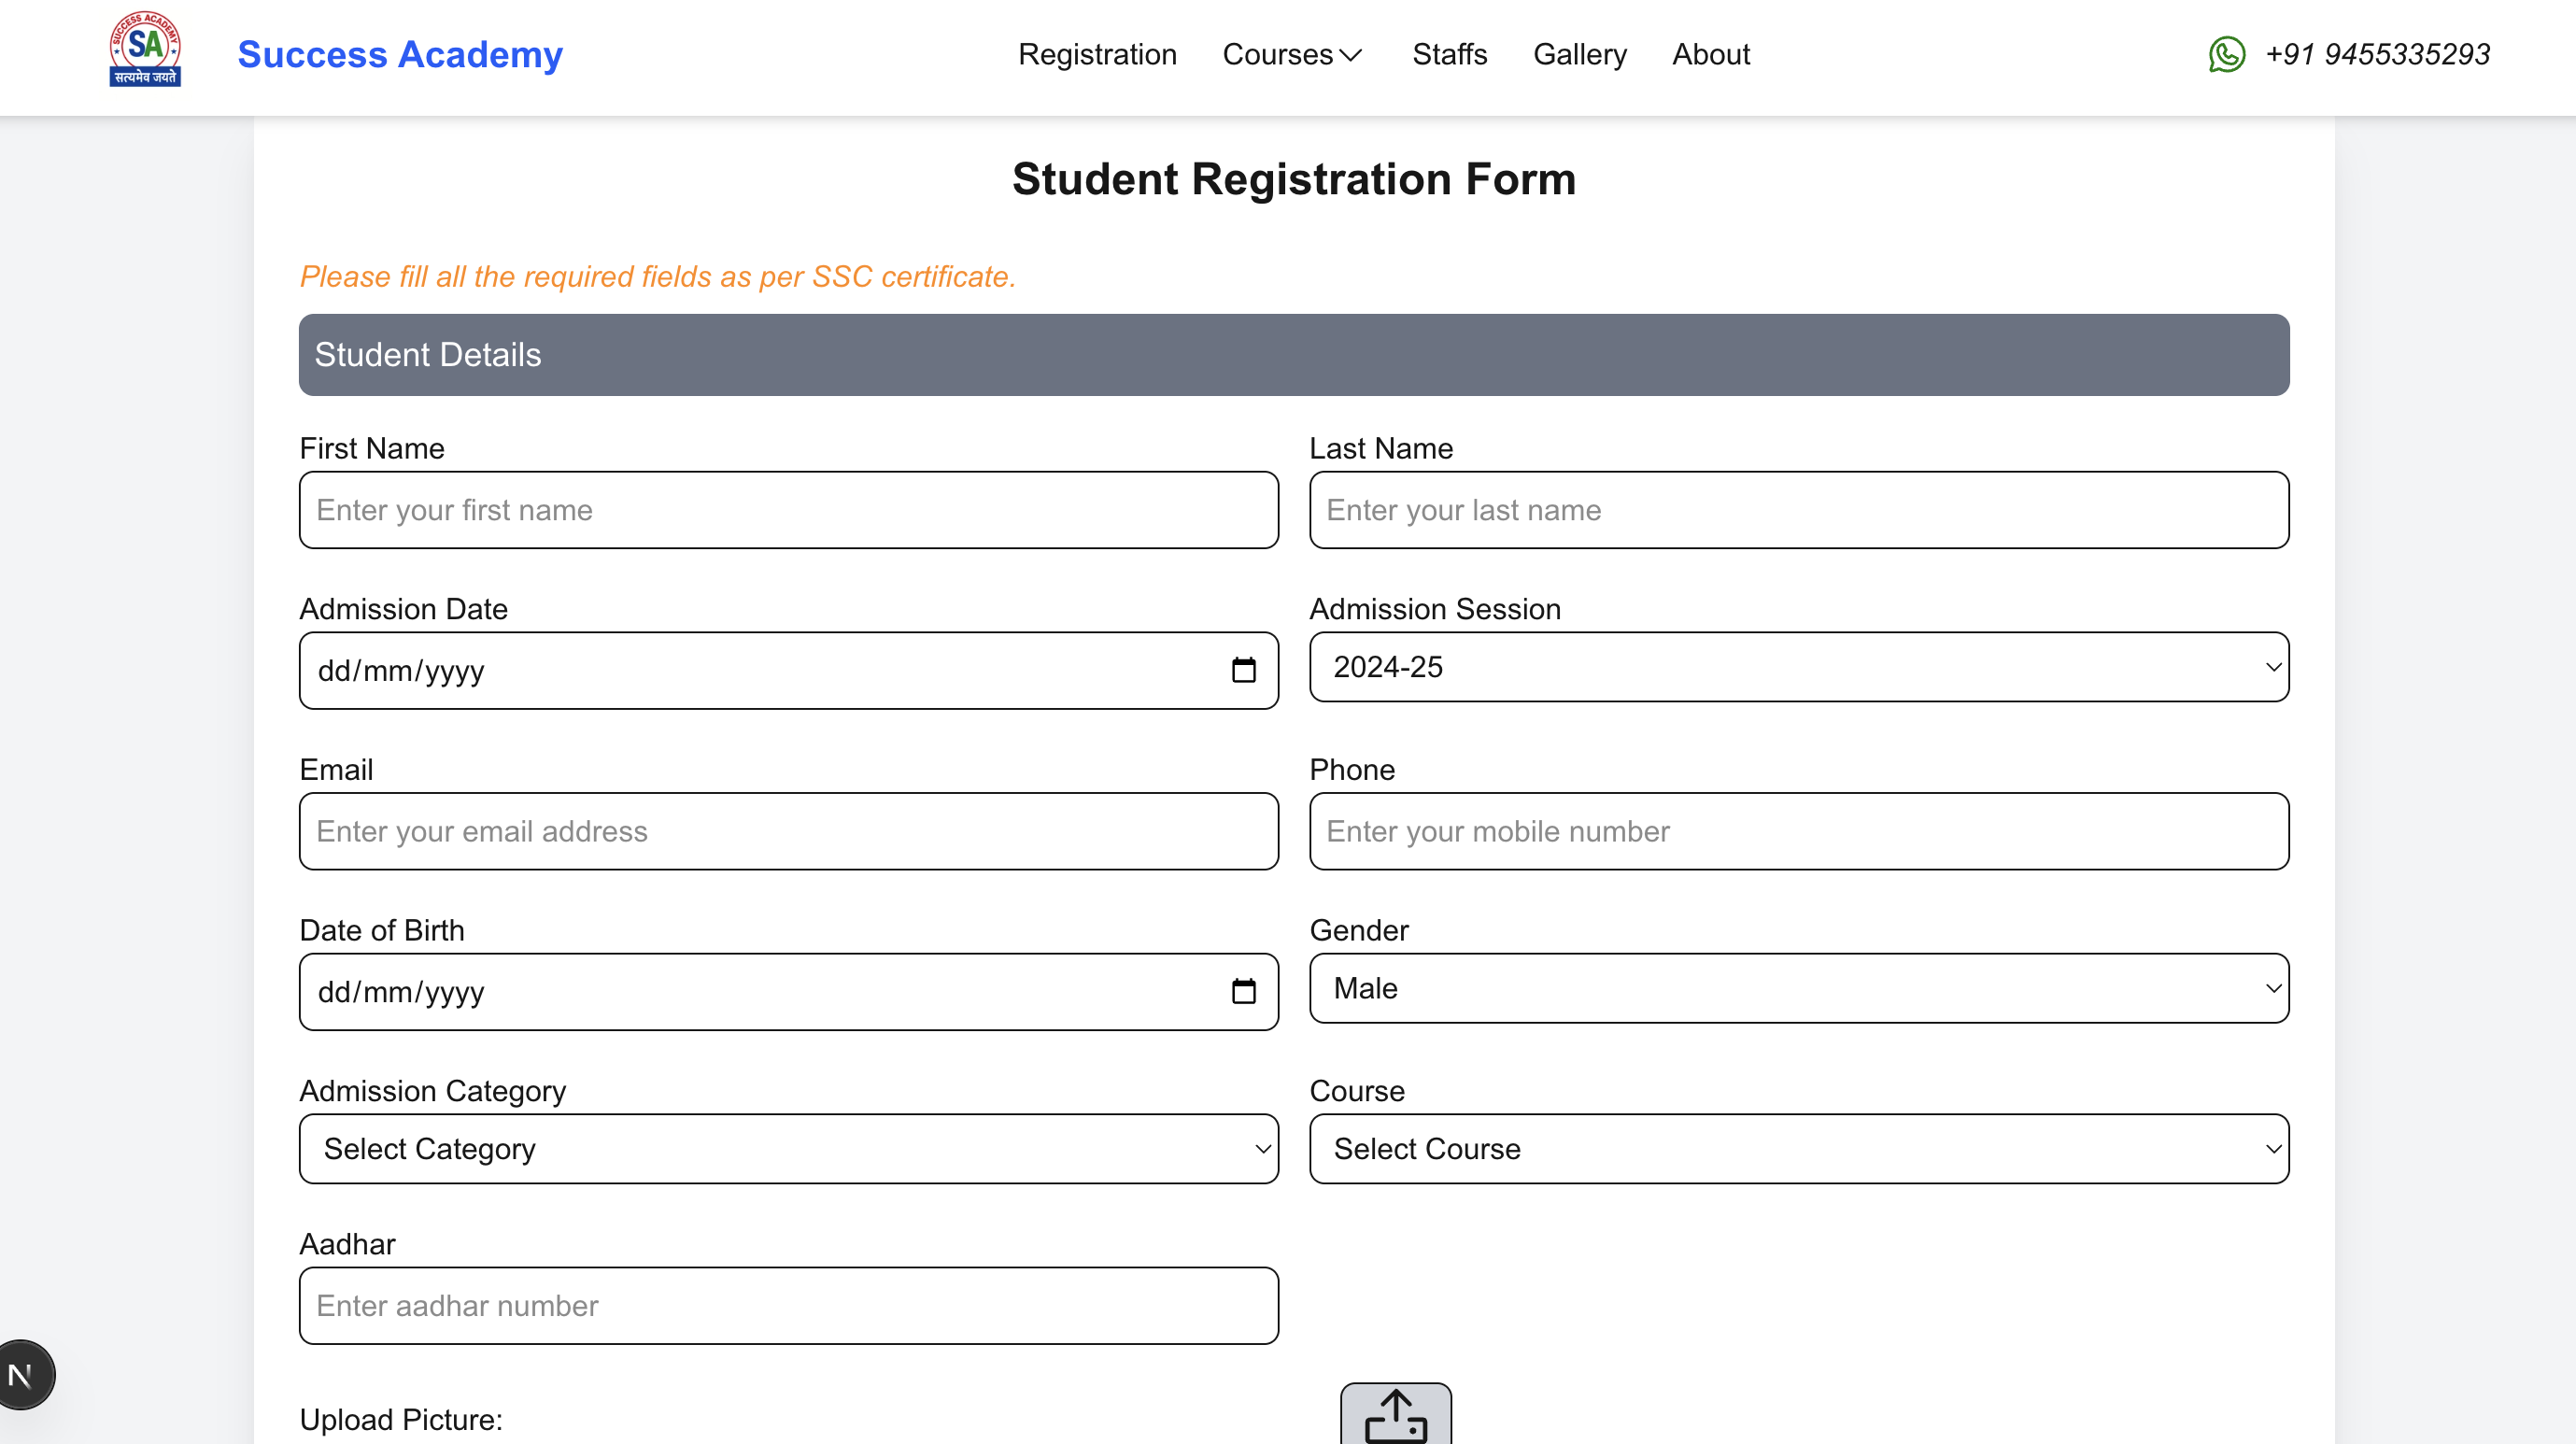 SUCCESS ACADEMY
SA
सत्यमेव जयते
Success Academy
Registration Courses Staffs Gallery About
+91 9455335293
Student Registration Form
Please fill all the required fields as per SSC certificate.
Student Details
First Name Last Name
Enter your first name Enter your last name
Admission Date Admission Session
dd/mm/yyyy 2024-25
Email Phone
Enter your email address Enter your mobile number
Date of Birth Gender
dd/mm/yyyy Male
Admission Category Course
Select Category Select Course
Aadhar
Enter aadhar number
N
Upload Picture: